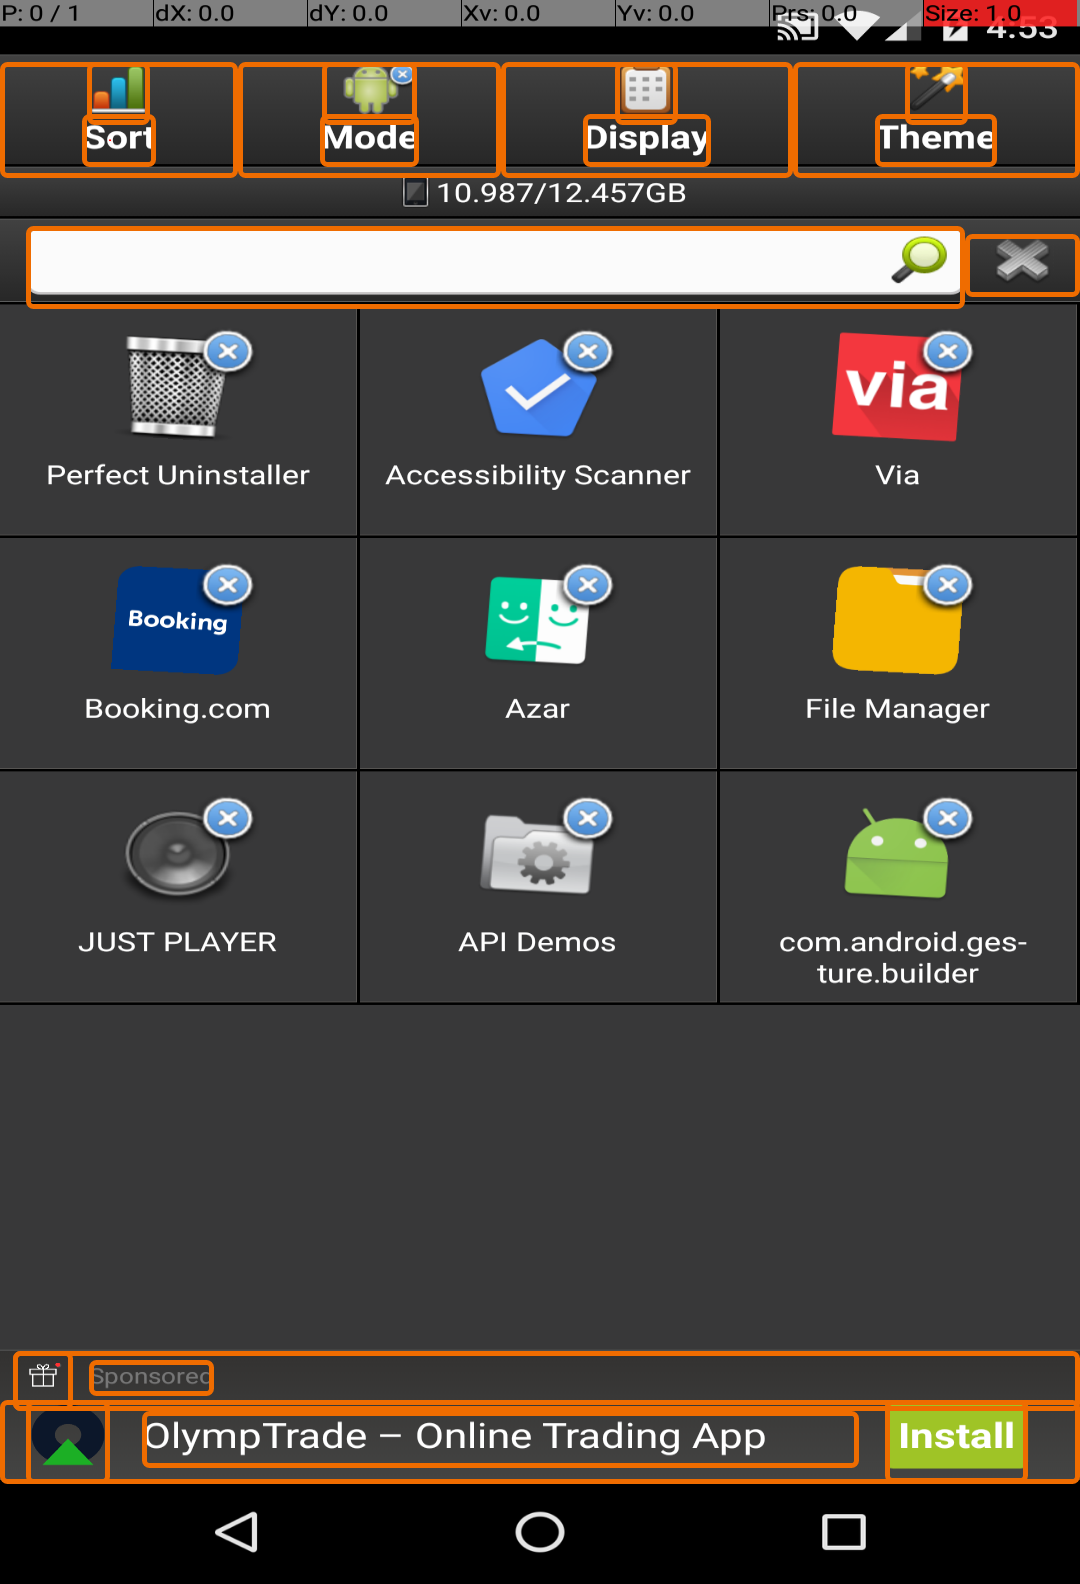 P: 0 / 1 dX: 0.0 dY: 0.0 Xv: 0.0 Yv: 0.0 Prs: 0.0 Size: 1.0
4:53
Sort Mode Display Theme
10.987/12.457GB
via
Perfect Uninstaller Accessibility Scanner Via
Booking
Booking.com Azar File Manager
JUST PLAYER API Demos com.android.ges-
ture.builder
Sponsored
OlympTrade – Online Trading App Install